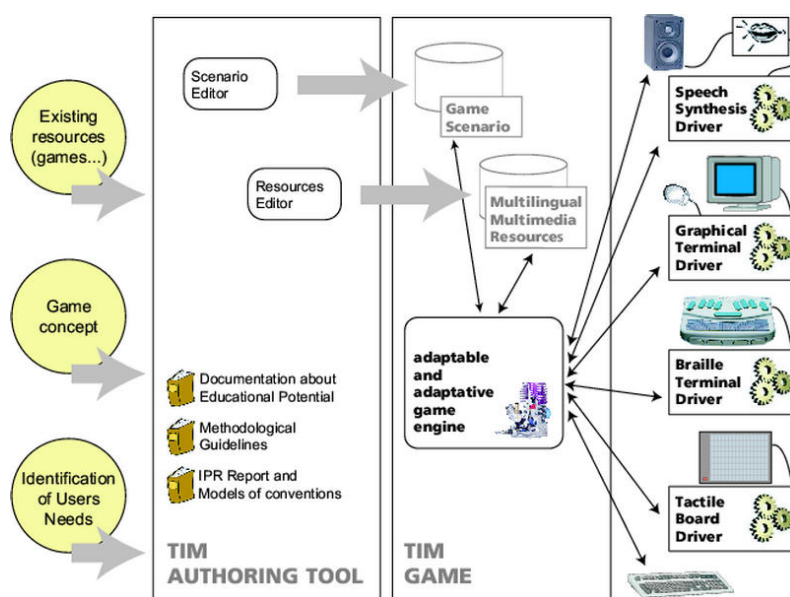 Existing
resources
(games...)
Game
concept
Identification
of Users
Needs
Scenario
Editor
Resources
Editor
Documentation about
Educational Potential
Methodological
Guidelines
IPR Report and
Models of conventions
TIM
AUTHORING TOOL
Game
Scenario
Multilingual
Multimedia
Resources
adaptable
and
adaptative
game
engine
TIM
GAME
Speech
Synthesis
Driver
Graphical
Terminal
Driver
Braille
Terminal
Driver
Tactile
Board
Driver